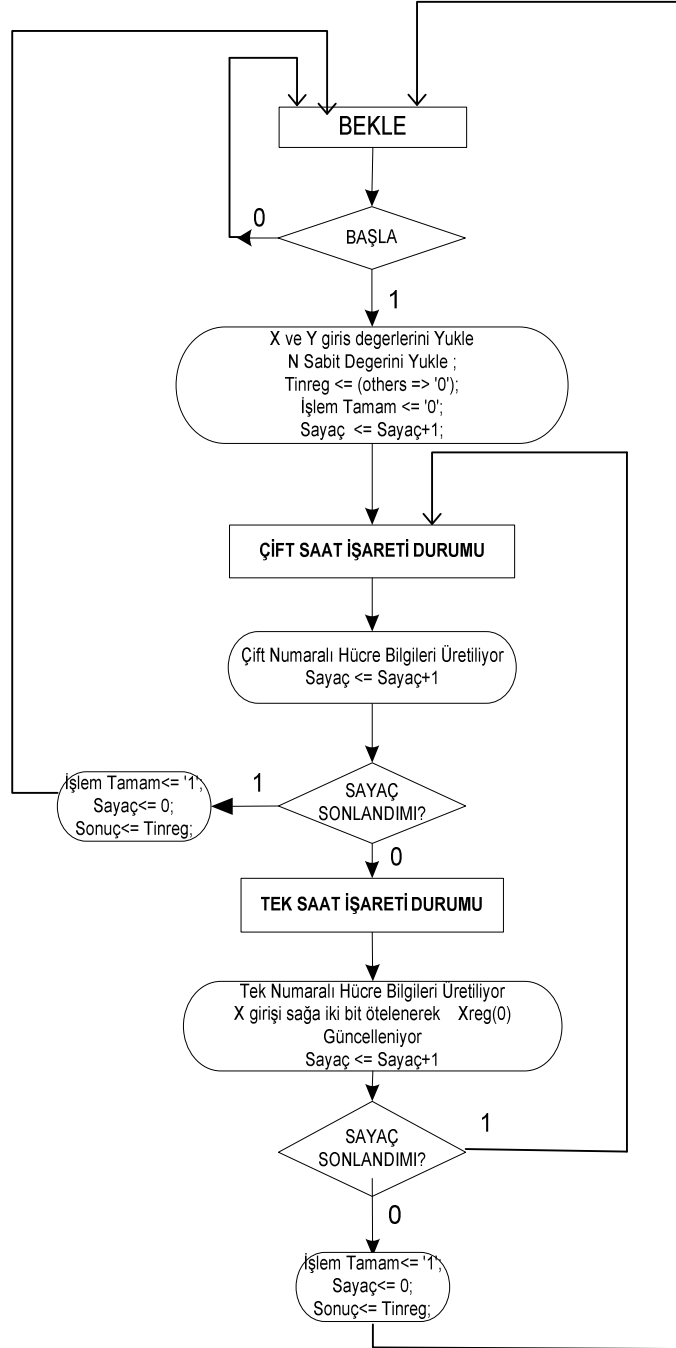 BEKLE
0
BAŞLA
1
X ve Y giris degerlerini Yukle
N Sabit Degerini Yukle ;
Tinreg <= (others => '0');
İşlem Tamam <= '0';
Sayaç <= Sayaç+1;
ÇİFT SAAT İŞARETİ DURUMU
Çift Numaralı Hücre Bilgileri Üretiliyor
Sayaç <= Sayaç+1
SAYAÇ
SONLANDIMI?
1
İşlem Tamam<= '1';
Sayaç<= 0;
Sonuç<= Tinreg;
0
TEK SAAT İŞARETİ DURUMU
Tek Numaralı Hücre Bilgileri Üretiliyor
X girişi sağa iki bit ötelenerek Xreg(0)
Güncelleniyor
Sayaç <= Sayaç+1
SAYAÇ
SONLANDIMI?
1
0
İşlem Tamam<= '1';
Sayaç<= 0;
Sonuç<= Tinreg;